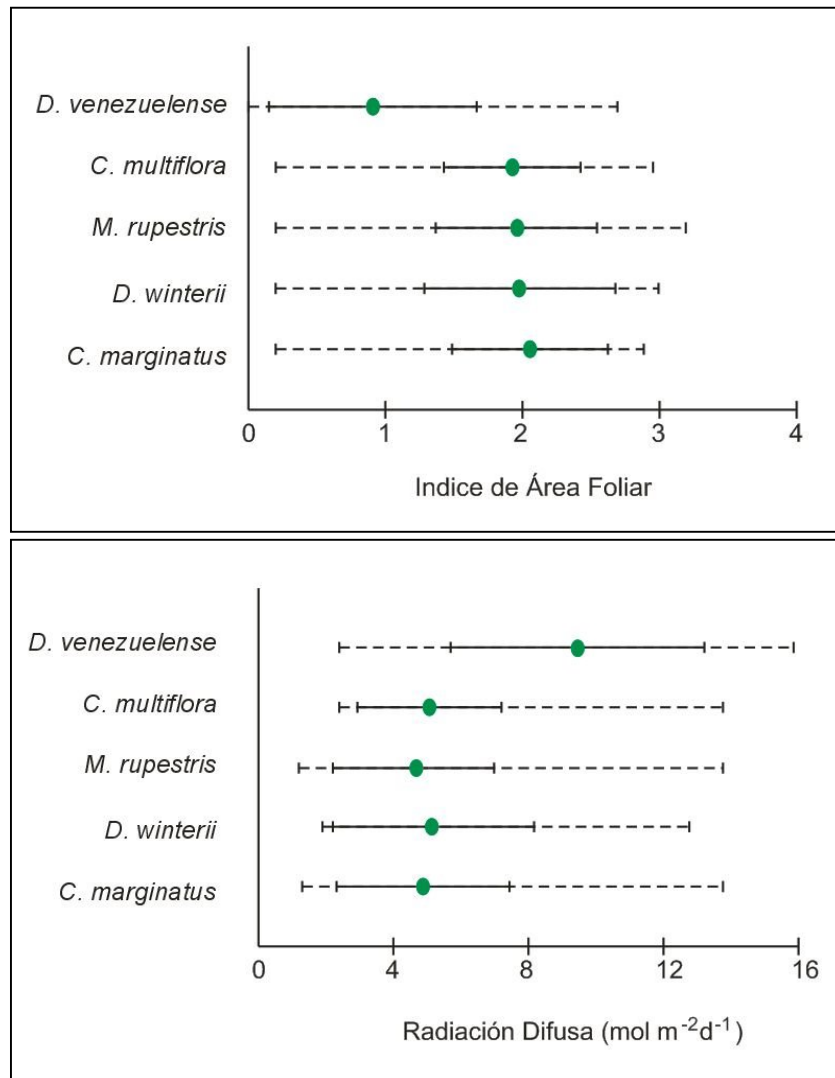 D. venezuelense
C. multiflora
M. rupestris
D. winterii
C. marginatus
0 1 2 3 4
Indice de Área Foliar
D. venezuelense
C. multiflora
M. rupestris
D. winterii
C. marginatus
0 4 8 12 16
Radiación Difusa (mol m⁻²d⁻¹)